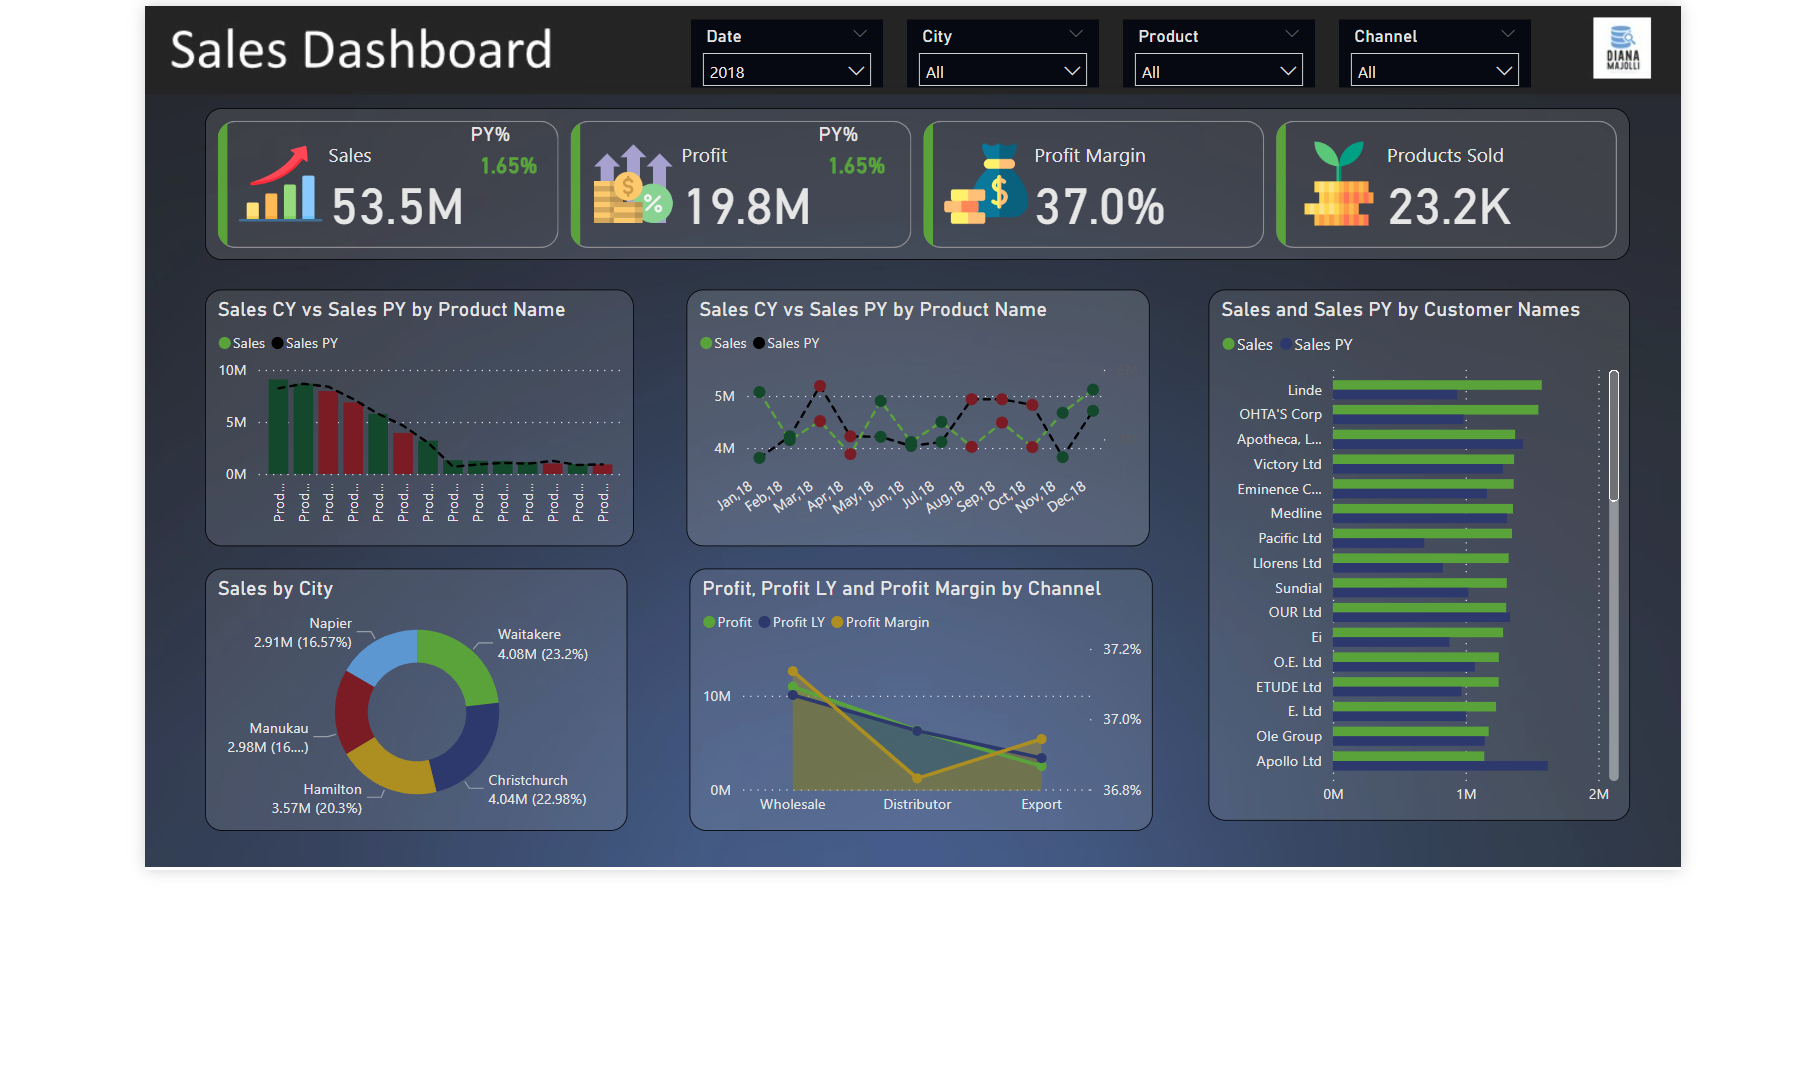 Sales Dashboard
Date
2018
City
All
Product
All
Channel
All
DIANA
MAJOLLI
Sales
53.5M
PY%
1.65%
Profit
19.8M
PY%
1.65%
Profit Margin
37.0%
Products Sold
23.2K
$
%
$
Sales CY vs Sales PY by Product Name
Sales Sales PY
10M
5M
0M
Prod...
Prod...
Prod...
Prod...
Prod...
Prod...
Prod...
Prod...
Prod...
Prod...
Prod...
Prod...
Prod...
Prod...
Sales CY vs Sales PY by Product Name
Sales Sales PY
5M
4M
Jan,18
Feb,18
Mar,18
Apr,18
May,18
Jun,18
Jul,18
Aug,18
Sep,18
Oct,18
Nov,18
Dec,18
Sales and Sales PY by Customer Names
Sales Sales PY
Linde
OHTA'S Corp
Apotheca, L...
Victory Ltd
Eminence C...
Medline
Pacific Ltd
Llorens Ltd
Sundial
OUR Ltd
Ei
O.E. Ltd
ETUDE Ltd
E. Ltd
Ole Group
Apollo Ltd
0M 1M 2M
Sales by City
Napier
2.91M (16.57%)
Waitakere
4.08M (23.2%)
Manukau
2.98M (16....)
Christchurch
4.04M (22.98%)
Hamilton
3.57M (20.3%)
Profit, Profit LY and Profit Margin by Channel
Profit Profit LY Profit Margin
10M
0M
37.2%
37.0%
36.8%
Wholesale Distributor Export